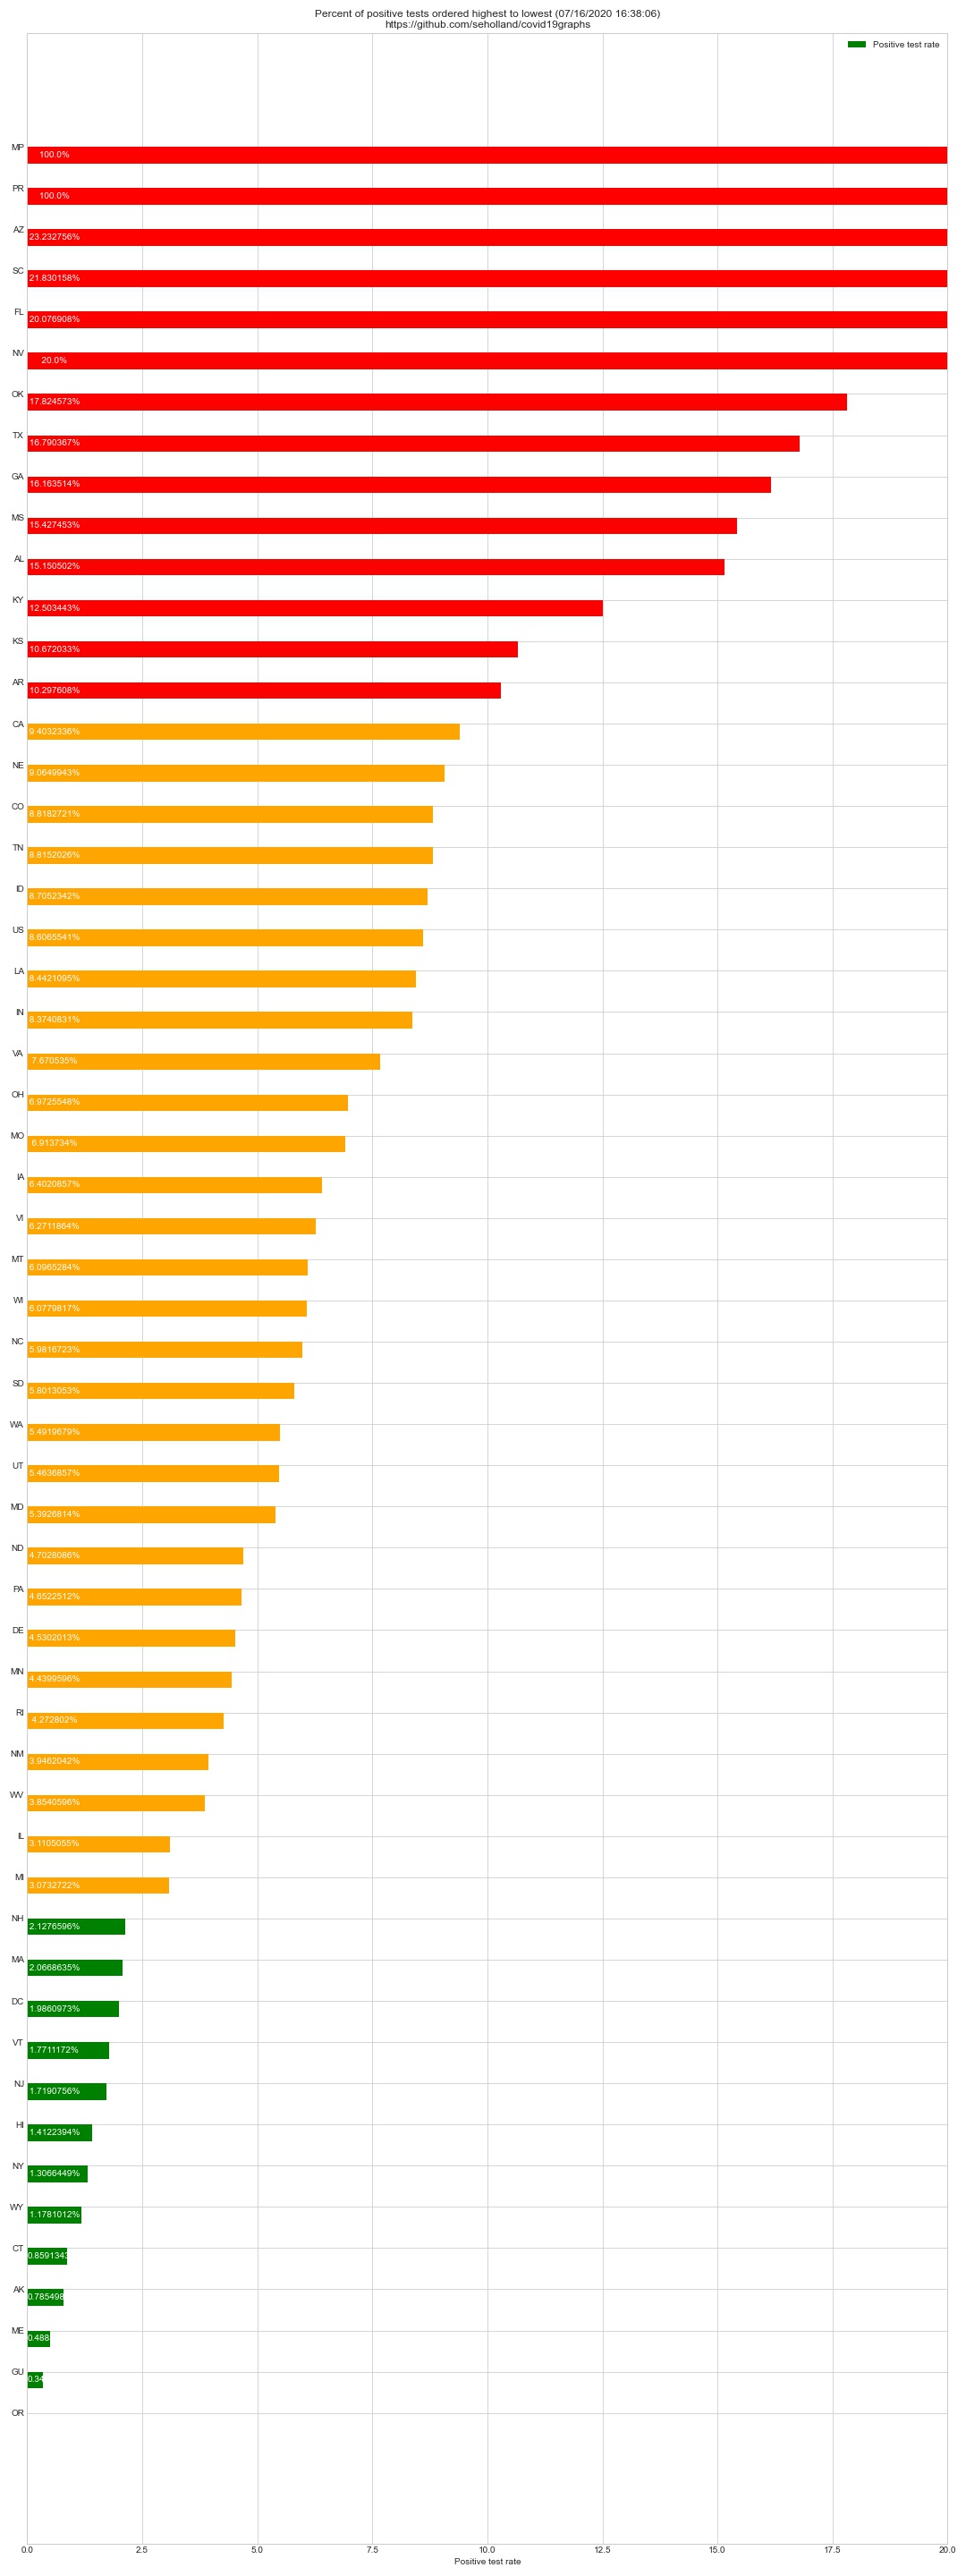 Percent of positive tests ordered highest to lowest (07/16/2020 16:38:06)
https://github.com/seholland/covid19graphs
Positive test rate
MP 100.0%
PR 100.0%
AZ 23.232756%
SC 21.830158%
FL 20.076908%
NV 20.0%
OK 17.824573%
TX 16.790367%
GA 16.163514%
MS 15.427453%
AL 15.150502%
KY 12.503443%
KS 10.672033%
AR 10.297608%
CA 9.4032336%
NE 9.0649943%
CO 8.8182721%
TN 8.8152026%
ID 8.7052342%
US 8.6065541%
LA 8.4421095%
IN 8.3740831%
VA 7.670535%
OH 6.9725548%
MO 6.913734%
IA 6.4020857%
VI 6.2711864%
MT 6.0965284%
WI 6.0779817%
NC 5.9816723%
SD 5.8013053%
WA 5.4919679%
UT 5.4636857%
MD 5.3926814%
ND 4.7028086%
PA 4.6522512%
DE 4.5302013%
MN 4.4399596%
RI 4.272802%
NM 3.9462042%
WV 3.8540596%
IL 3.1105055%
MI 3.0732722%
NH 2.1276596%
MA 2.0668635%
DC 1.9860973%
VT 1.7711172%
NJ 1.7190756%
HI 1.4122394%
NY 1.3066449%
WY 1.1781012%
CT 0.859134
AK 0.785498
ME 0.488
GU 0.34
OR
0.0 2.5 5.0 7.5 10.0 12.5 15.0 17.5 20.0
Positive test rate